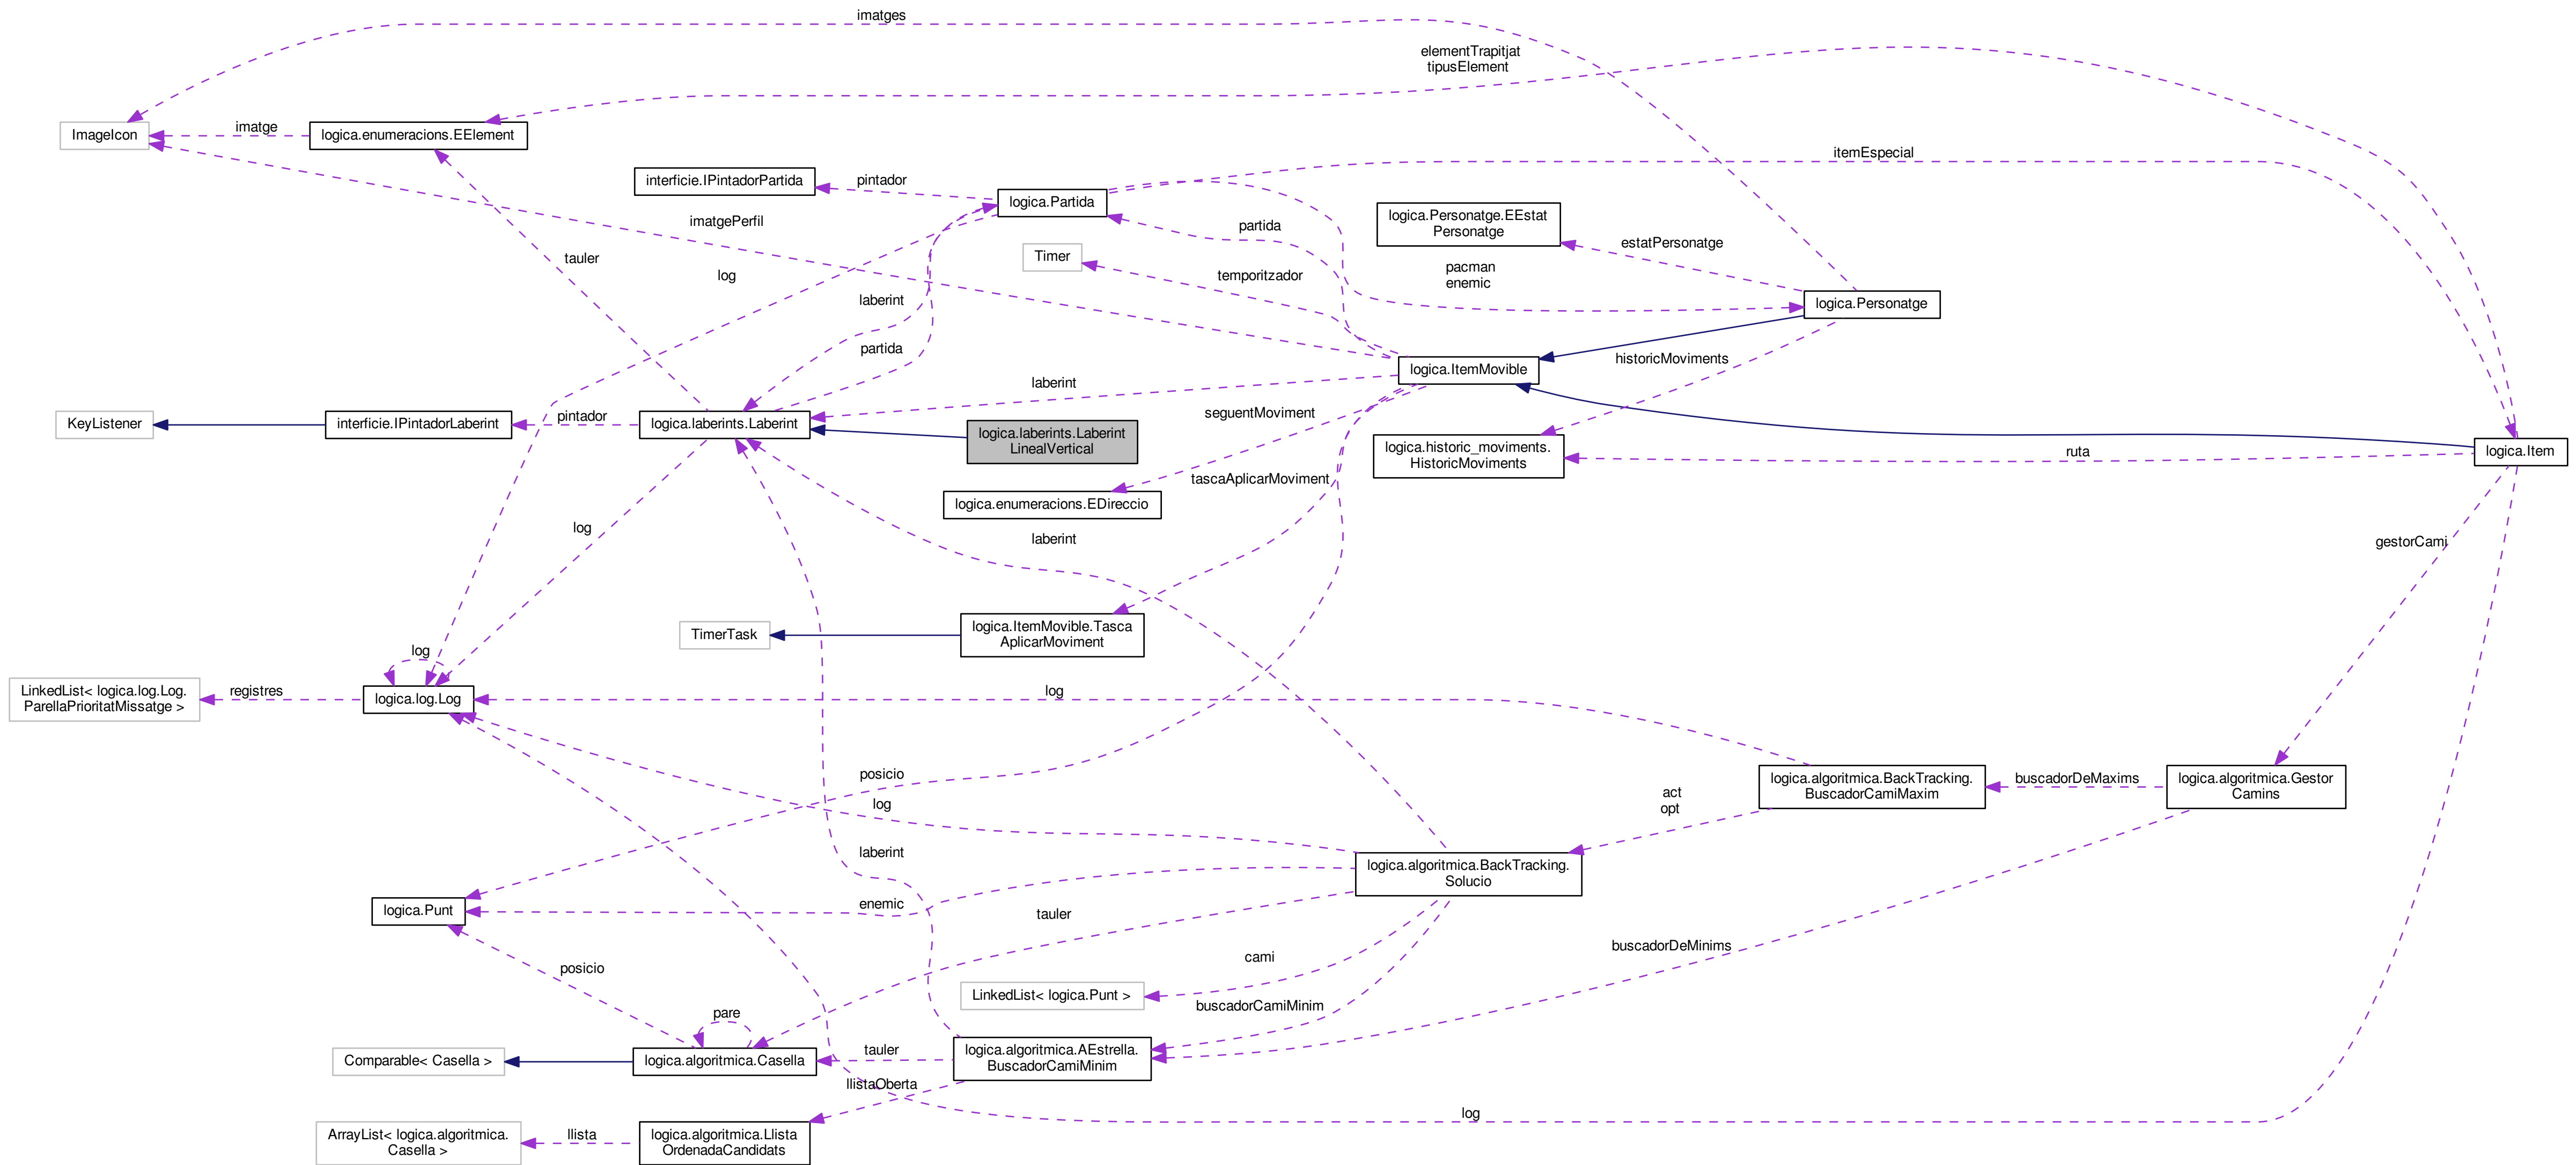 imatges
elementTrapitjat
tipusElement
ImageIcon
imatge
logica.enumeracions.EElement
itemEspecial
interficie.IPintadorPartida
pintador
logica.Partida
imatgePerfil
logica.Personatge.EEstat
Personatge
partida
estatPersonatge
tauler
Timer
log
temporitzador
pacman
enemic
laberint
logica.Personatge
partida
historicMoviments
logica.ItemMovible
laberint
KeyListener
interficie.IPintadorLaberint
pintador
logica.laberints.Laberint
seguentMoviment
logica.laberints.Laberint
LinealVertical
logica.historic_moviments.
HistoricMoviments
ruta
logica.Item
tascaAplicarMoviment
logica.enumeracions.EDireccio
log
laberint
gestorCami
TimerTask
logica.ItemMovible.Tasca
AplicarMoviment
log
LinkedList< logica.log.Log.
ParellaPrioritatMissatge >
registres
logica.log.Log
log
posicio
logica.algoritmica.BackTracking.
BuscadorCamiMaxim
buscadorDeMaxims
logica.algoritmica.Gestor
Camins
act
opt
log
laberint
logica.algoritmica.BackTracking.
Solucio
logica.Punt
enemic
tauler
buscadorDeMinims
posicio
cami
LinkedList< logica.Punt >
buscadorCamiMinim
pare
Comparable< Casella >
logica.algoritmica.Casella
tauler
logica.algoritmica.AEstrella.
BuscadorCamiMinim
llistaOberta
log
ArrayList< logica.algoritmica.
Casella >
llista
logica.algoritmica.Llista
OrdenadaCandidats